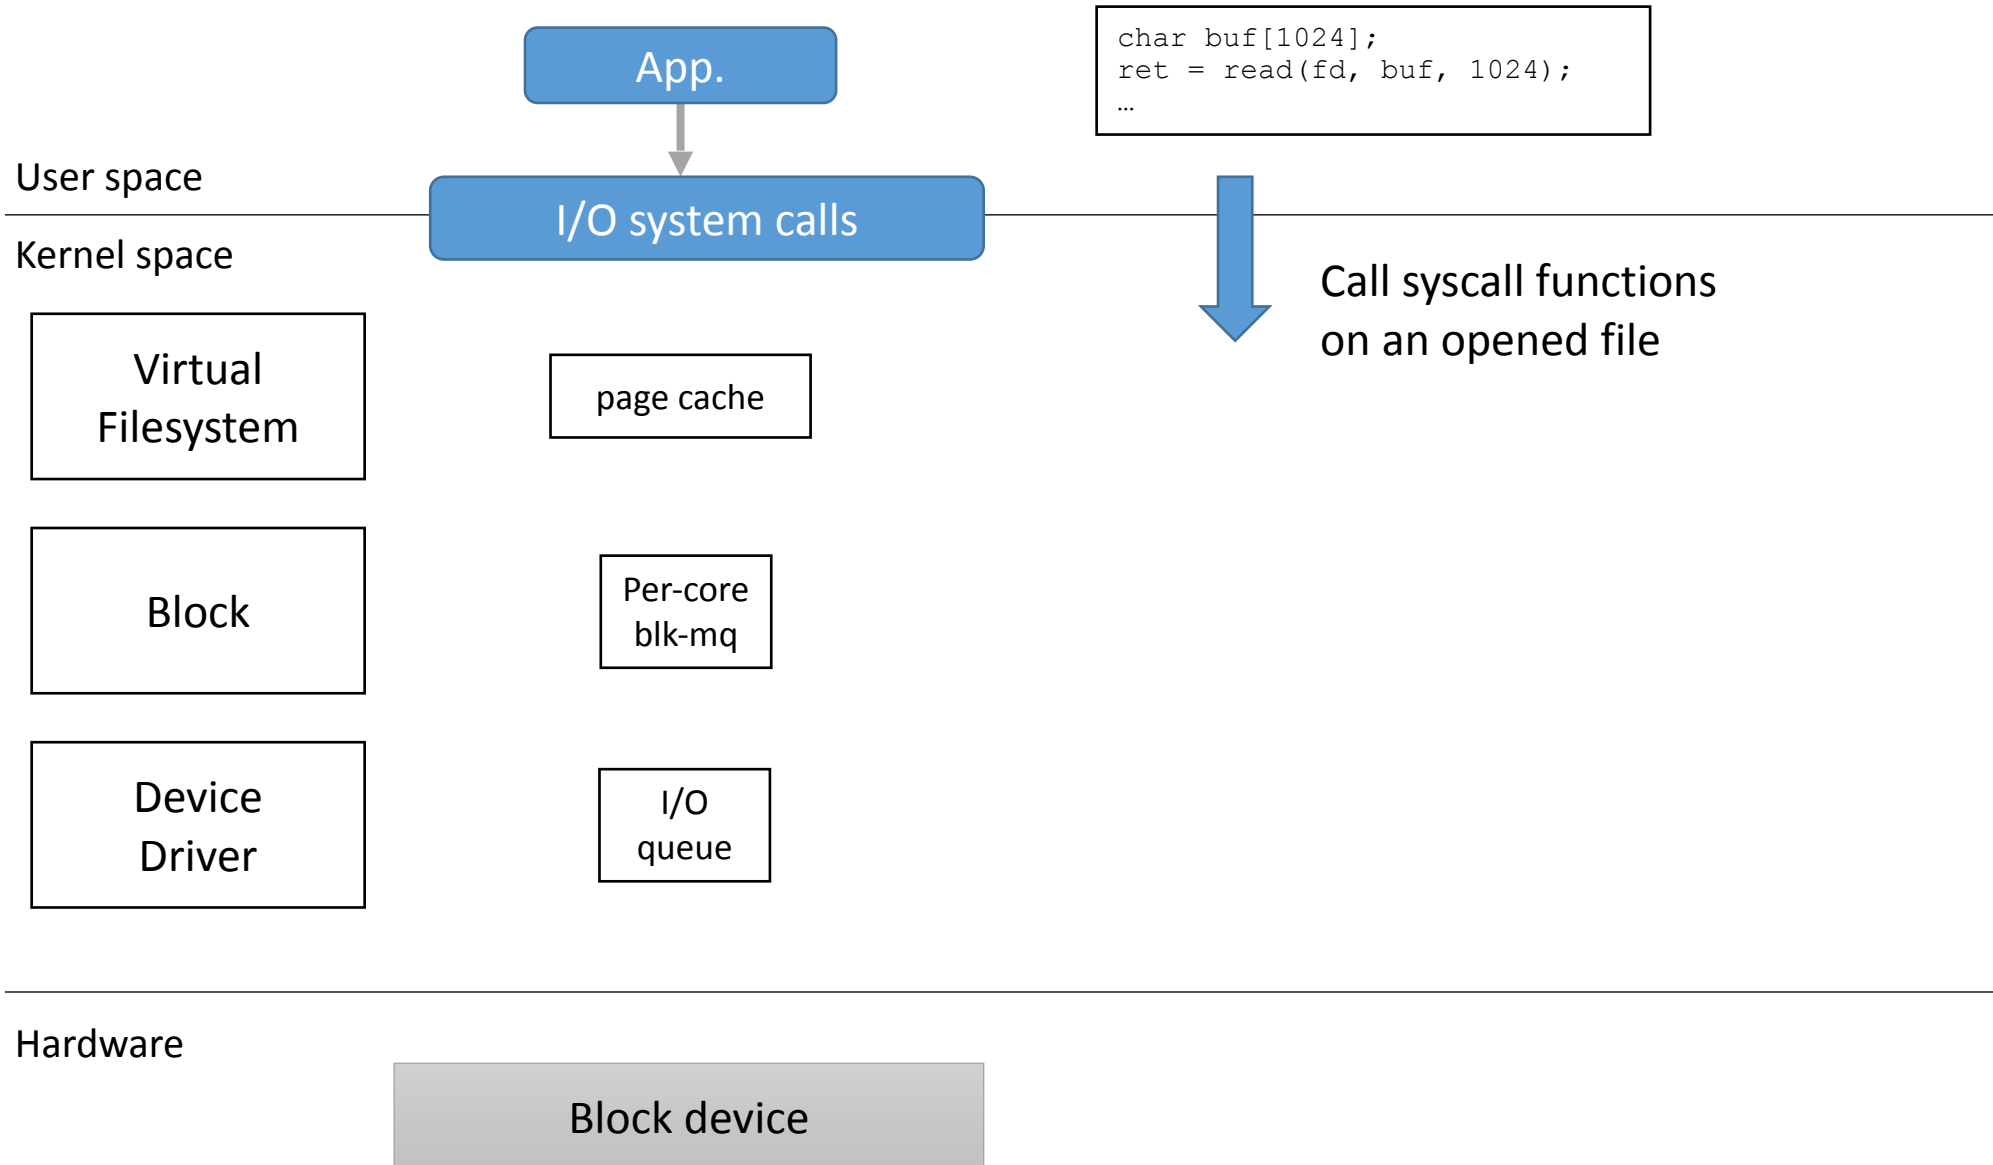 App.
char buf[1024];
ret = read(fd, buf, 1024);
…
User space
I/O system calls
Kernel space
Call syscall functions
on an opened file
Virtual
Filesystem
page cache
Block
Per-core
blk-mq
Device
Driver
I/O
queue
Hardware
Block device